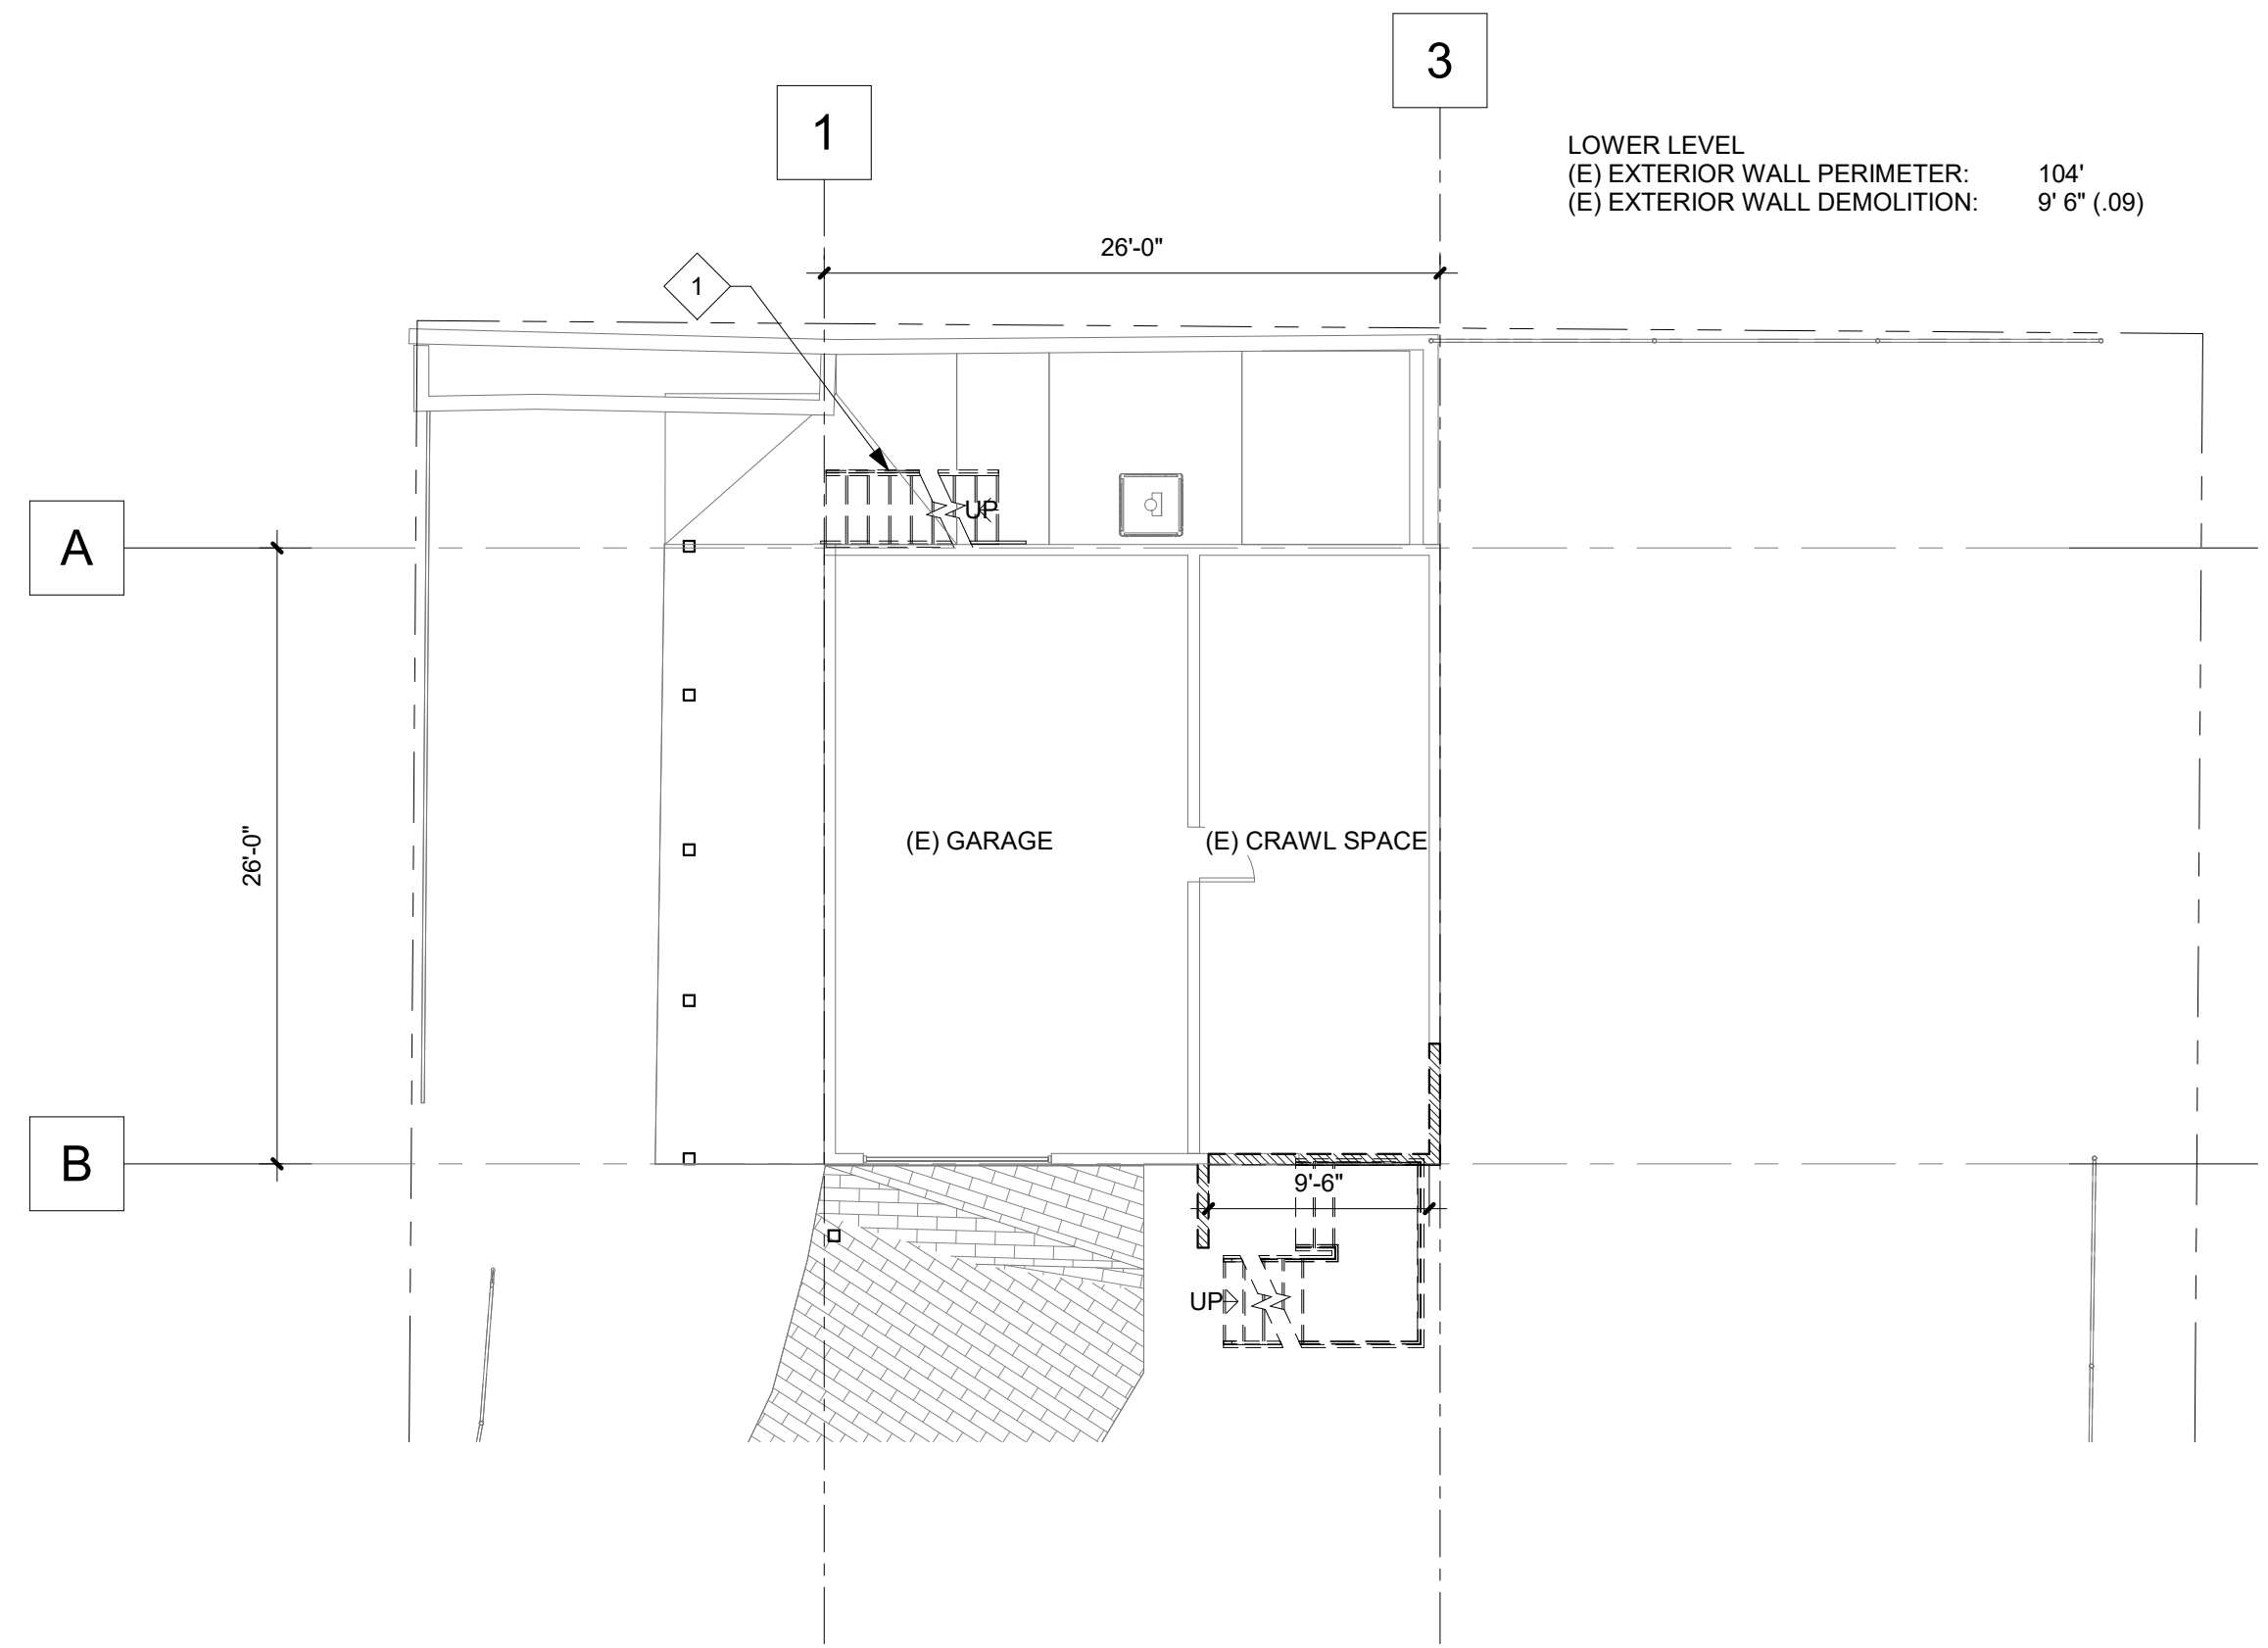 3
1
LOWER LEVEL
(E) EXTERIOR WALL PERIMETER: 104'
(E) EXTERIOR WALL DEMOLITION: 9' 6" (.09)
26'-0"
1
UP
A
26'-0"
(E) GARAGE
(E) CRAWL SPACE
B
9'-6"
UP